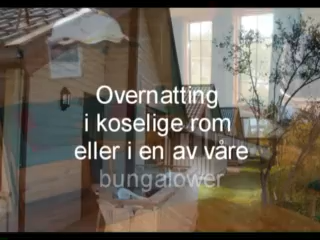 Overnatting
i koselige rom
eller i en av våre
bungalower